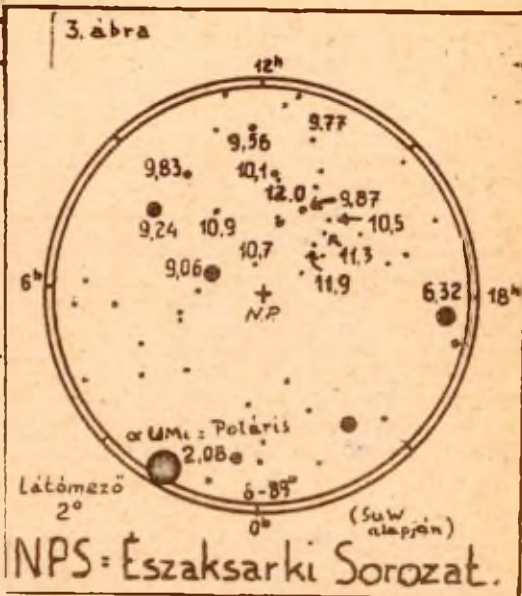 3. ábra
12ʰ
9.77
9,56
9,83
10,1
12.0
9,87
9,24
10,9
10,5
10,7
11,3
9,06
11,9
6ʰ
6,32
18ʰ
N.P.
α UMi = Poláris
2,08
Látómező
2°
δ-89°
0ʰ
(SuW
alapján)
NPS = Északsarki Sorozat.